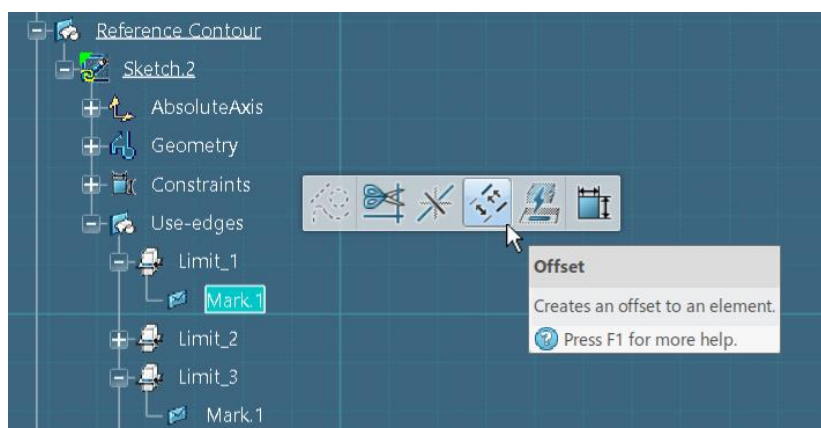 Reference Contour
Sketch.2
AbsoluteAxis
Geometry
Constraints
Use-edges
Limit_1
Mark.1
Limit_2
Limit_3
Mark.1
Offset
Creates an offset to an element.
Press F1 for more help.